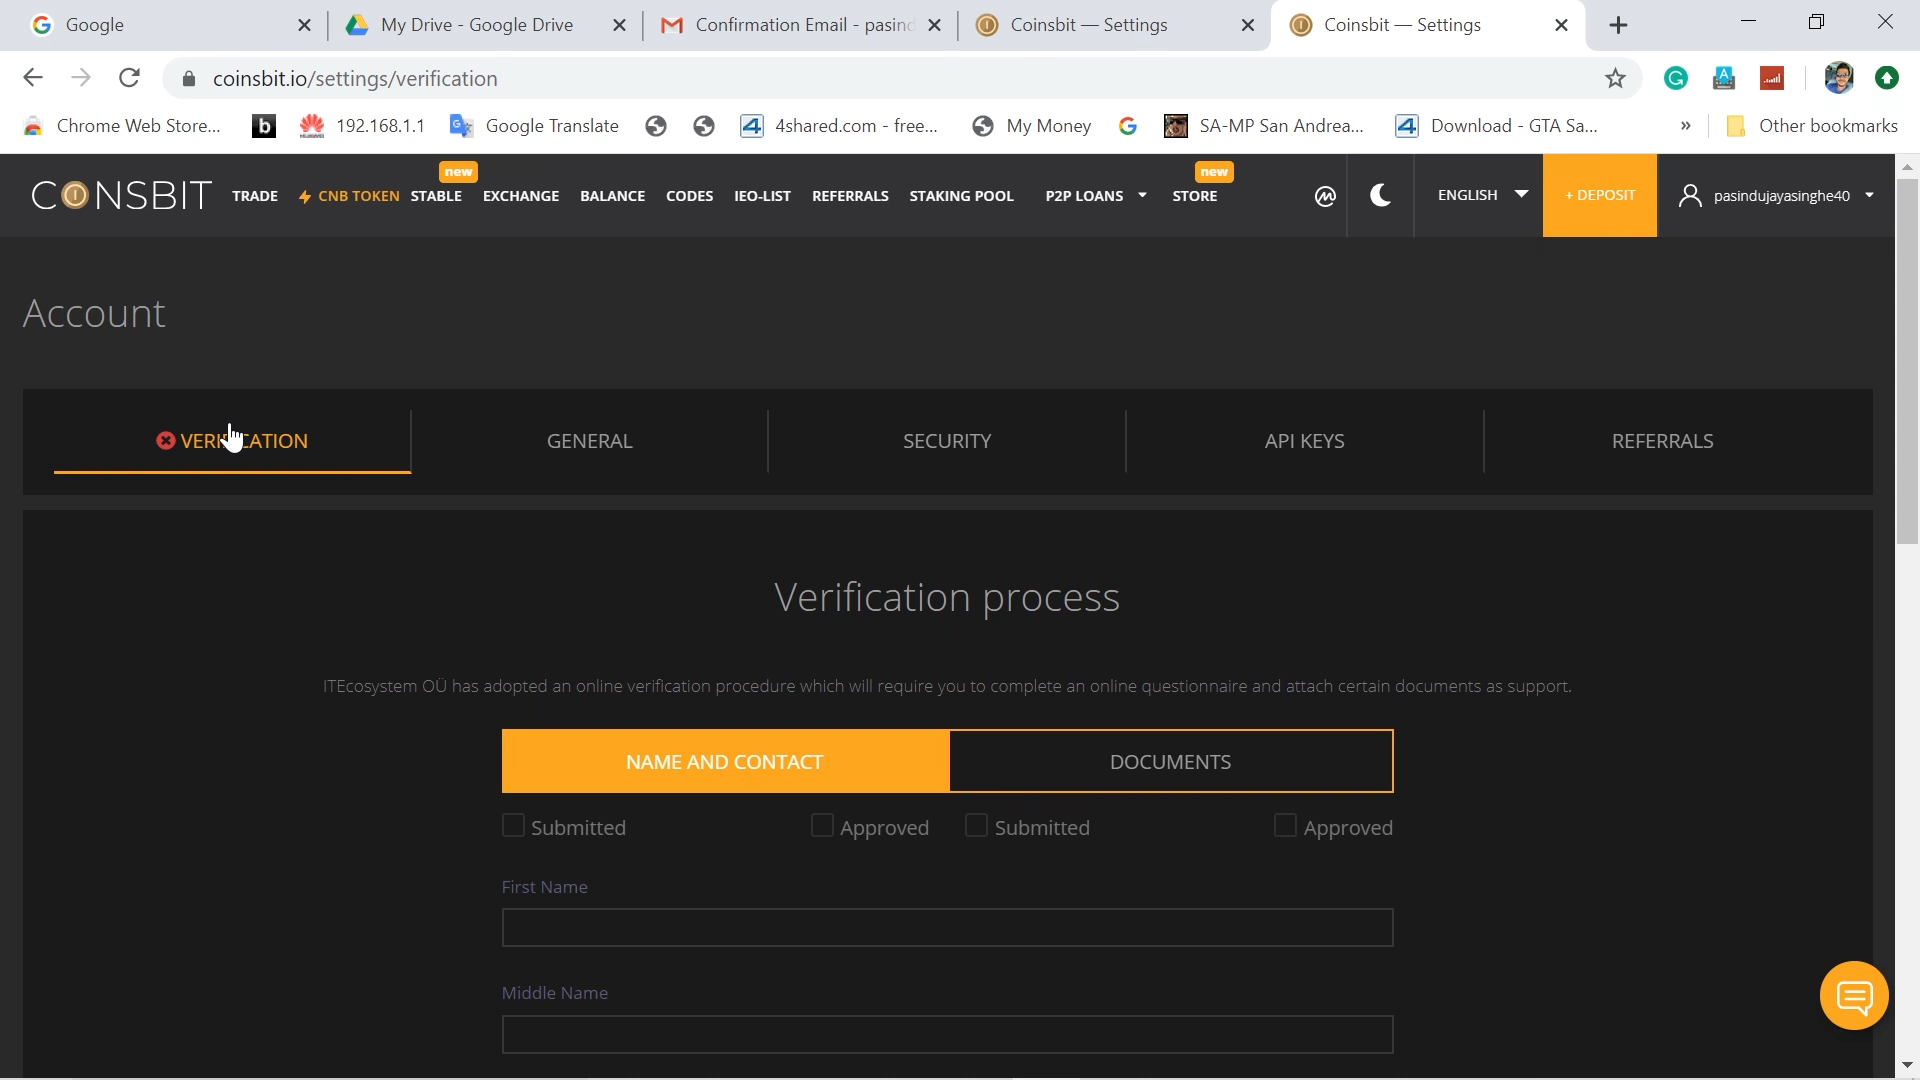 Google
My Drive - Google Drive
Confirmation Email - pasind
Coinsbit — Settings
Coinsbit — Settings
coinsbit.io/settings/verification
Chrome Web Store...
192.168.1.1
Google Translate
4shared.com - free...
My Money
SA-MP San Andrea...
Download - GTA Sa...
»
Other bookmarks
COINSBIT
TRADE
CNB TOKEN
new
STABLE
EXCHANGE
BALANCE
CODES
IEO-LIST
REFERRALS
STAKING POOL
P2P LOANS
new
STORE
ENGLISH
+ DEPOSIT
pasindujayasinghe40
Account
VERIFICATION
GENERAL
SECURITY
API KEYS
REFERRALS
Verification process
ITEcosystem OÜ has adopted an online verification procedure which will require you to complete an online questionnaire and attach certain documents as support.
NAME AND CONTACT
DOCUMENTS
Submitted
Approved
Submitted
Approved
First Name
Middle Name